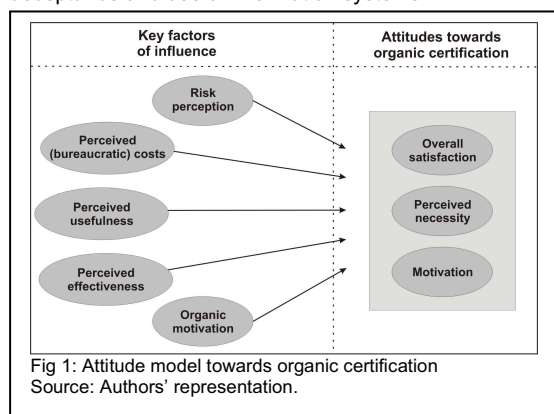 Key factors
of influence
Attitudes towards
organic certification
Risk
perception
Perceived
(bureaucratic) costs
Perceived
usefulness
Perceived
effectiveness
Organic
motivation
Overall
satisfaction
Perceived
necessity
Motivation
Fig 1: Attitude model towards organic certification
Source: Authors' representation.